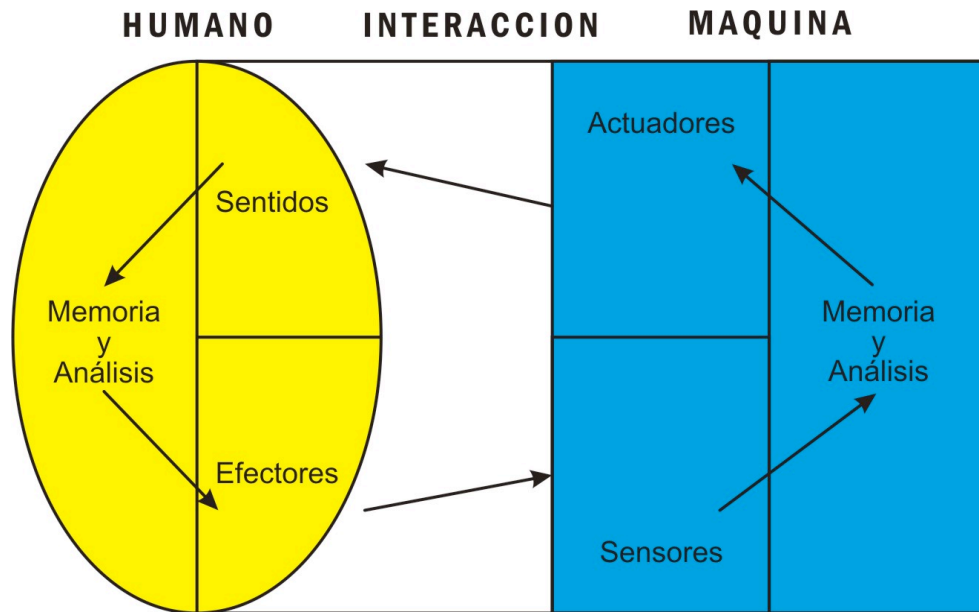 HUMANO INTERACCION MAQUINA
Actuadores
Sentidos
Memoria
y
Análisis
Memoria
y
Análisis
Efectores
Sensores